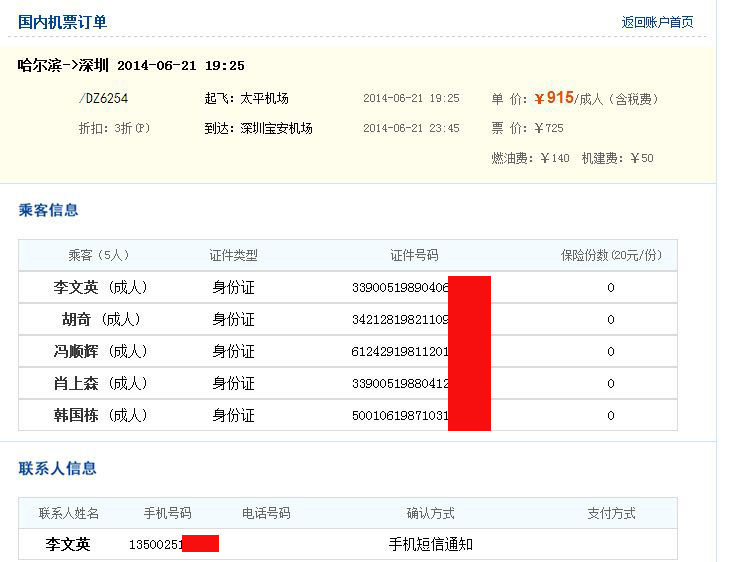 国内机票订单 返回账户首页
哈尔滨->深圳 2014-06-21 19:25
/DZ6254 起飞：太平机场 2014-06-21 19:25 单 价：￥915/成人（含税费）
折扣：3折(P) 到达：深圳宝安机场 2014-06-21 23:45 票 价：￥725
燃油费：￥140 机建费：￥50
乘客信息
乘客（5人） 证件类型 证件号码 保险份数(20元/份)
李文英 (成人) 身份证 33900519890406 0
胡奇 (成人) 身份证 34212819821109 0
冯顺辉 (成人) 身份证 61242919811201 0
肖上森 (成人) 身份证 33900519880412 0
韩国栋 (成人) 身份证 50010619871031 0
联系人信息
联系人姓名 手机号码 电话号码 确认方式 支付方式
李文英 13500251 手机短信通知